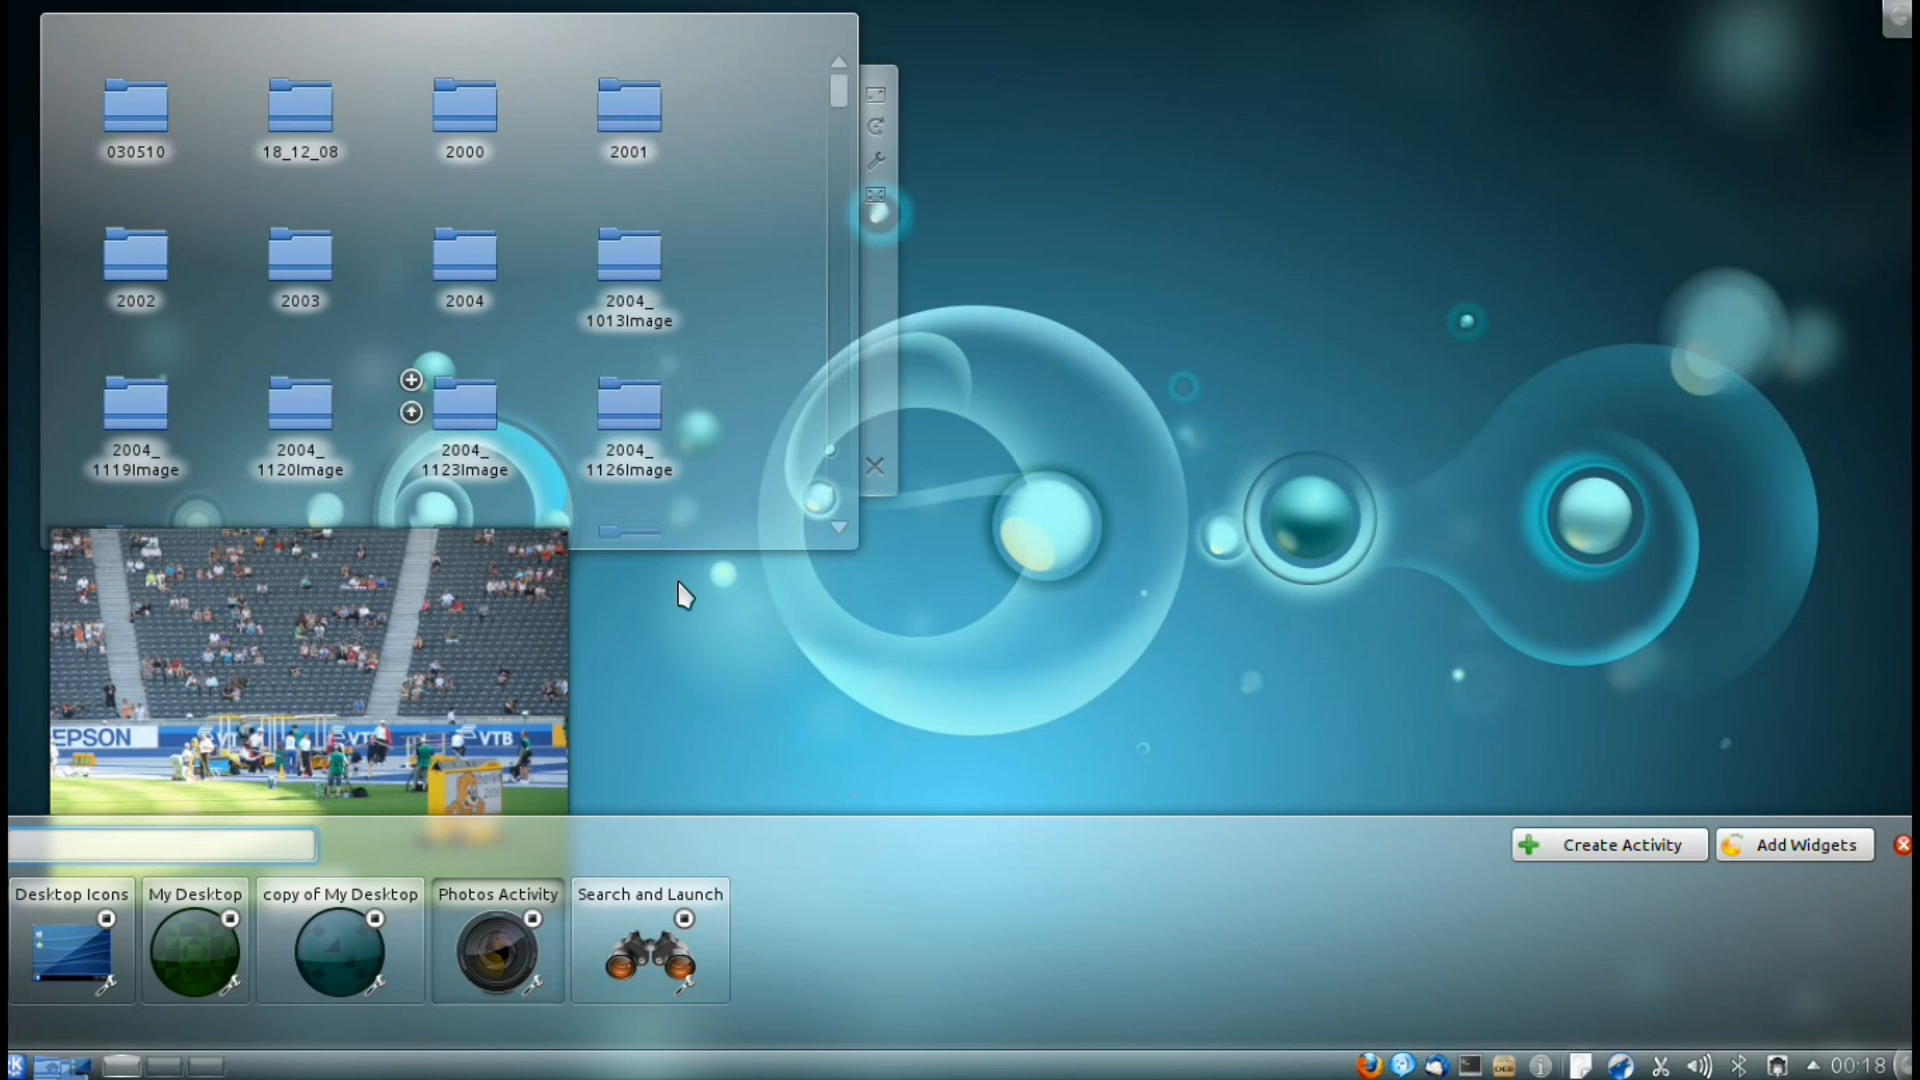 030510
18_12_08
2000
2001
2002
2003
2004
2004_
1013Image
2004_
1119Image
2004_
1120Image
2004_
1123Image
2004_
1126Image
EPSON
VTB
Create Activity
Add Widgets
Desktop Icons
My Desktop
copy of My Desktop
Photos Activity
Search and Launch
00:18